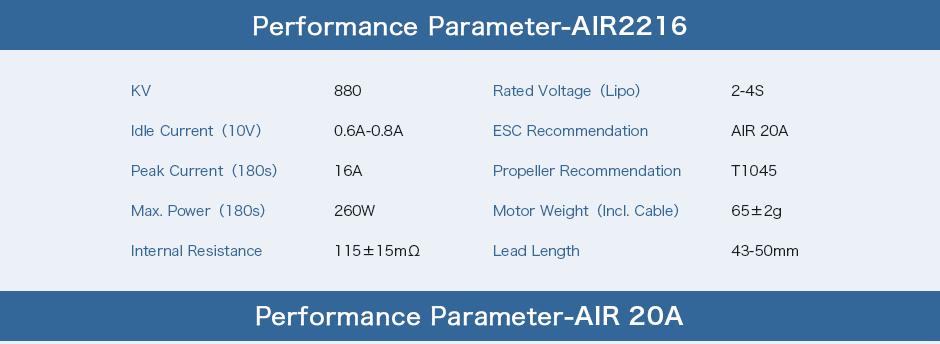 Performance Parameter-AIR2216
KV 880 Rated Voltage（Lipo） 2-4S
Idle Current（10V） 0.6A-0.8A ESC Recommendation AIR 20A
Peak Current（180s） 16A Propeller Recommendation T1045
Max. Power（180s） 260W Motor Weight（Incl. Cable） 65±2g
Internal Resistance 115±15mΩ Lead Length 43-50mm
Performance Parameter-AIR 20A